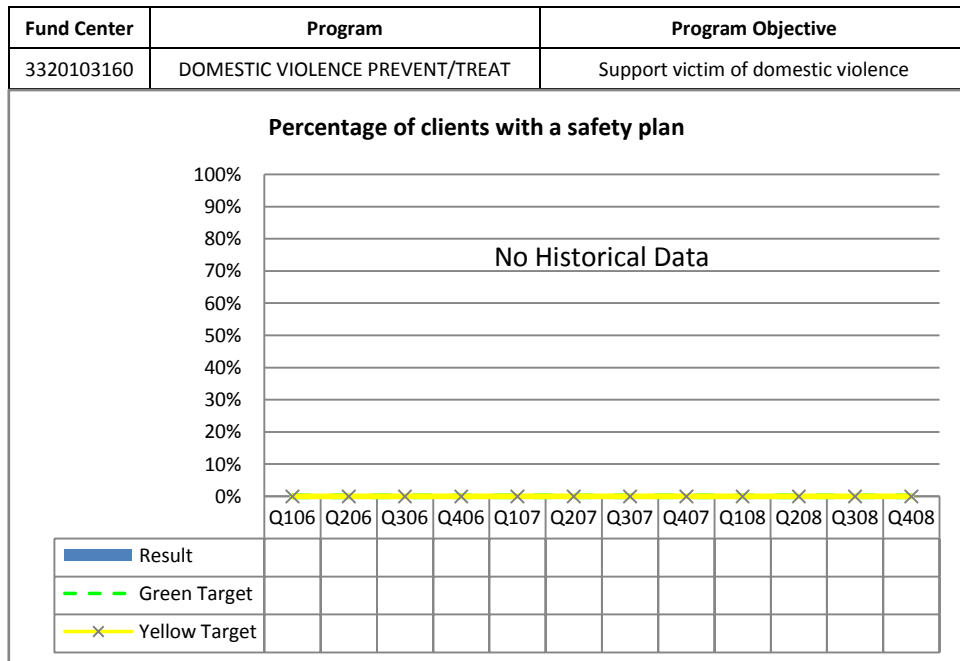 Fund Center Program Program Objective
3320103160 DOMESTIC VIOLENCE PREVENT/TREAT Support victim of domestic violence
Percentage of clients with a safety plan
100%
90%
80%
No Historical Data
70%
60%
50%
40%
30%
20%
10%
0%
Q106 Q206 Q306 Q406 Q107 Q207 Q307 Q407 Q108 Q208 Q308 Q408
Result
Green Target
Yellow Target